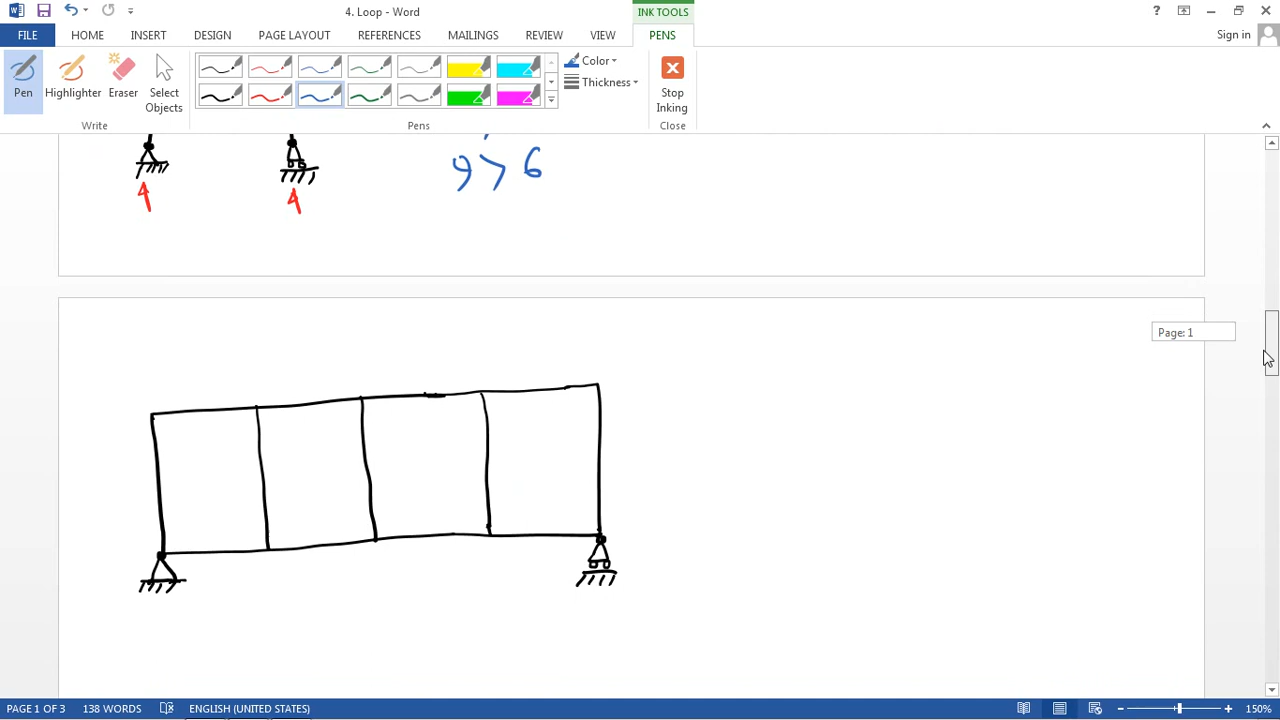 4. Loop - Word
INK TOOLS
?
FILE
HOME
INSERT
DESIGN
PAGE LAYOUT
REFERENCES
MAILINGS
REVIEW
VIEW
PENS
Sign in
Pen
Highlighter
Eraser
Select Objects
Color
Thickness
Stop Inking
Write
Pens
Close
9 > 6
Page: 1
PAGE 1 OF 3
138 WORDS
ENGLISH (UNITED STATES)
150%